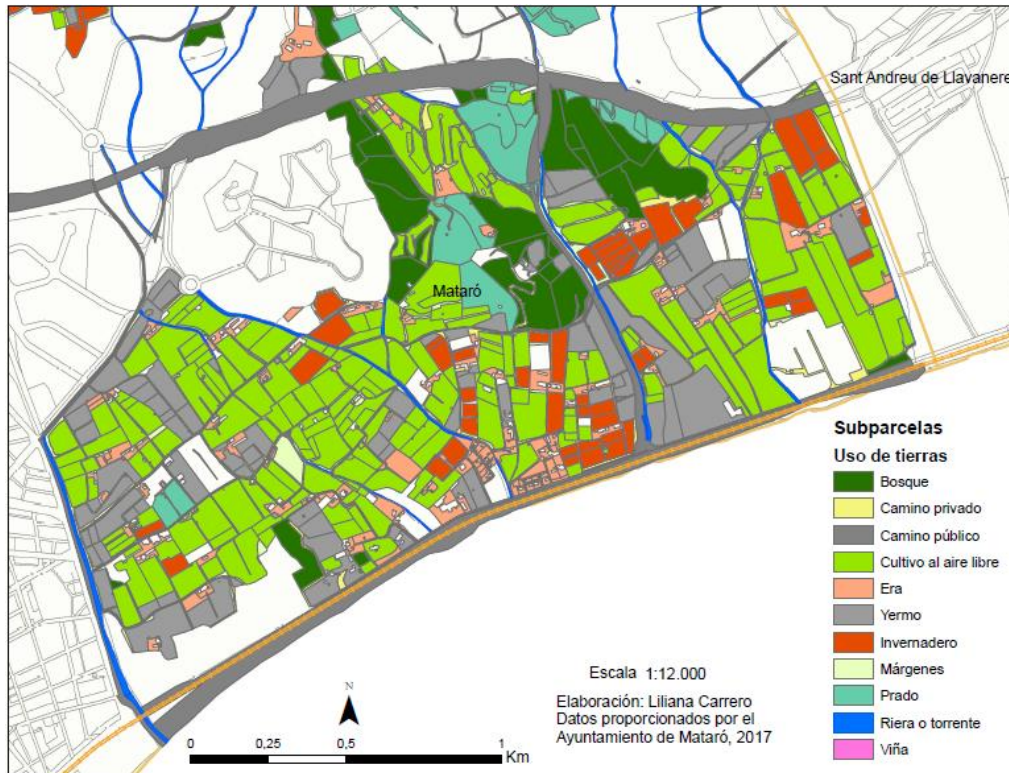 Sant Andreu de Llavanere
Mataró
Subparcelas
Uso de tierras
Bosque
Camino privado
Camino público
Cultivo al aire libre
Era
Yermo
Invernadero
Márgenes
Prado
Riera o torrente
Viña
Escala 1:12.000
Elaboración: Liliana Carrero
Datos proporcionados por el
Ayuntamiento de Mataró, 2017
N
0 0,25 0,5 1
Km